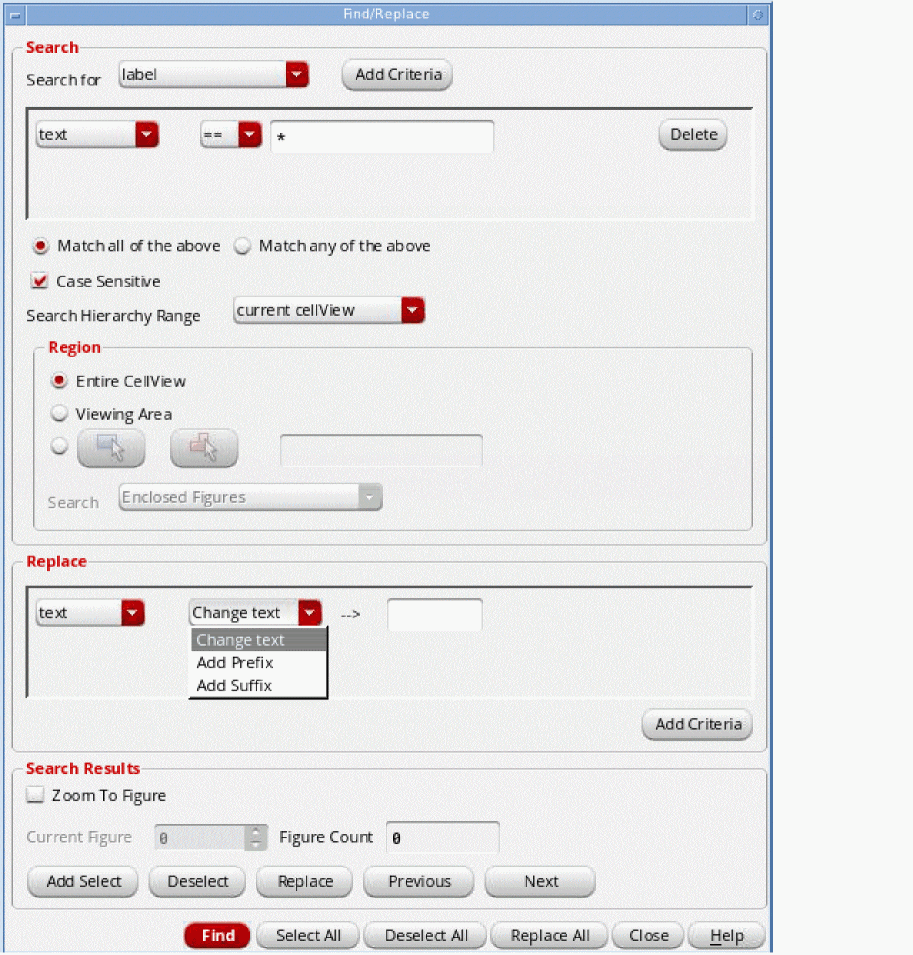 Find/Replace
Search
Search for label Add Criteria
text == * Delete
Match all of the above Match any of the above
Case Sensitive
Search Hierarchy Range current cellView
Region
Entire CellView
Viewing Area
Search Enclosed Figures
Replace
text Change text -->
Change text
Add Prefix
Add Suffix
Add Criteria
Search Results
Zoom To Figure
Current Figure 0 Figure Count 0
Add Select Deselect Replace Previous Next
Find Select All Deselect All Replace All Close Help